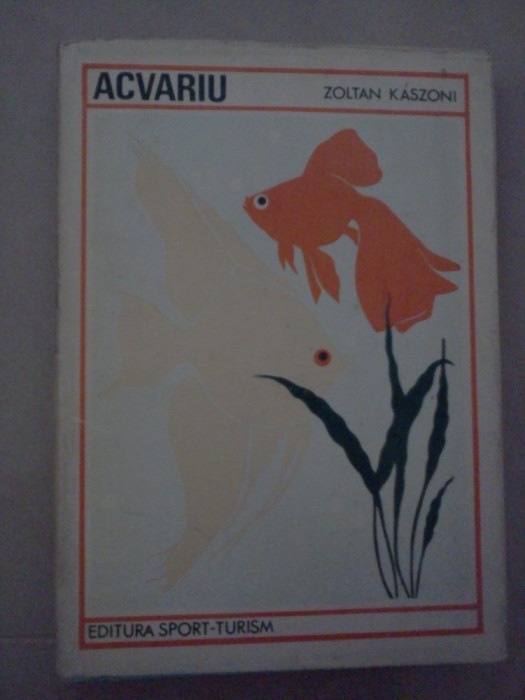 ACVARIU
ZOLTAN KÁSZONI
EDITURA SPORT-TURISM